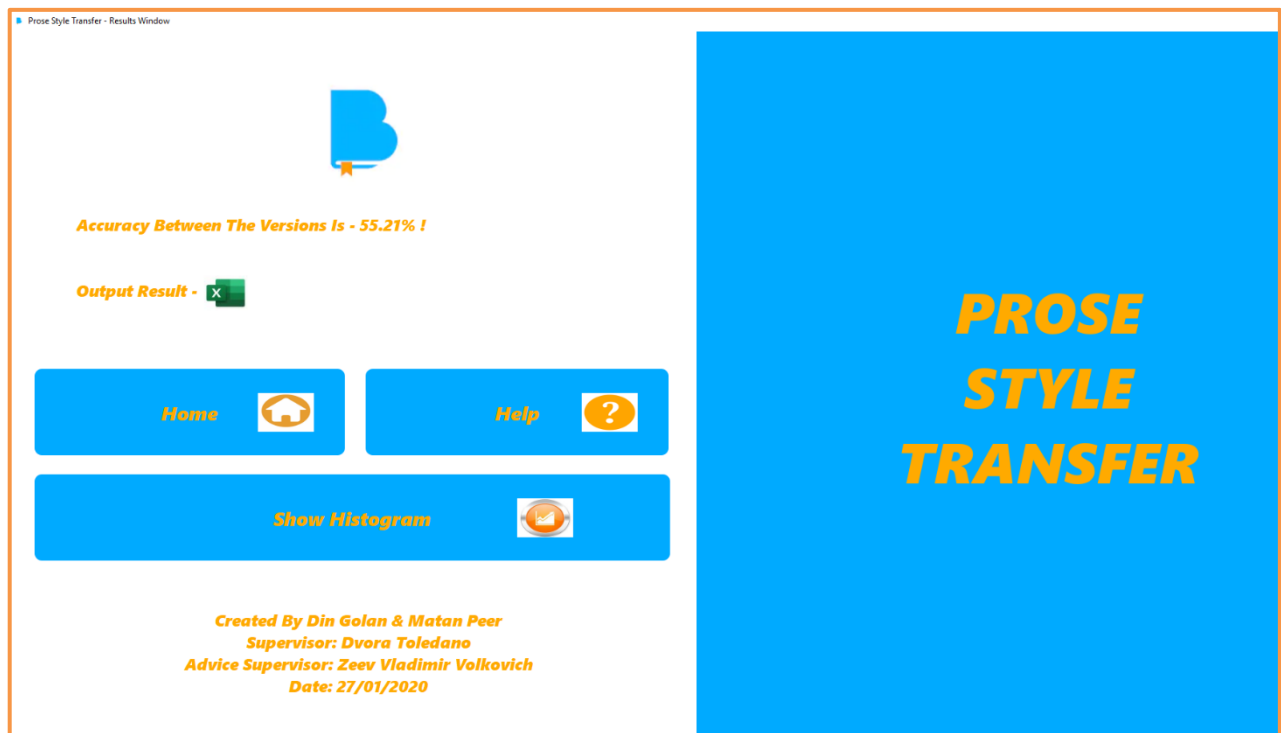 Prose Style Transfer - Results Window
Accuracy Between The Versions Is - 55.21% !
Output Result -
Home
Help
Show Histogram
Created By Din Golan & Matan Peer
Supervisor: Dvora Toledano
Advice Supervisor: Zeev Vladimir Volkovich
Date: 27/01/2020
PROSE
STYLE
TRANSFER